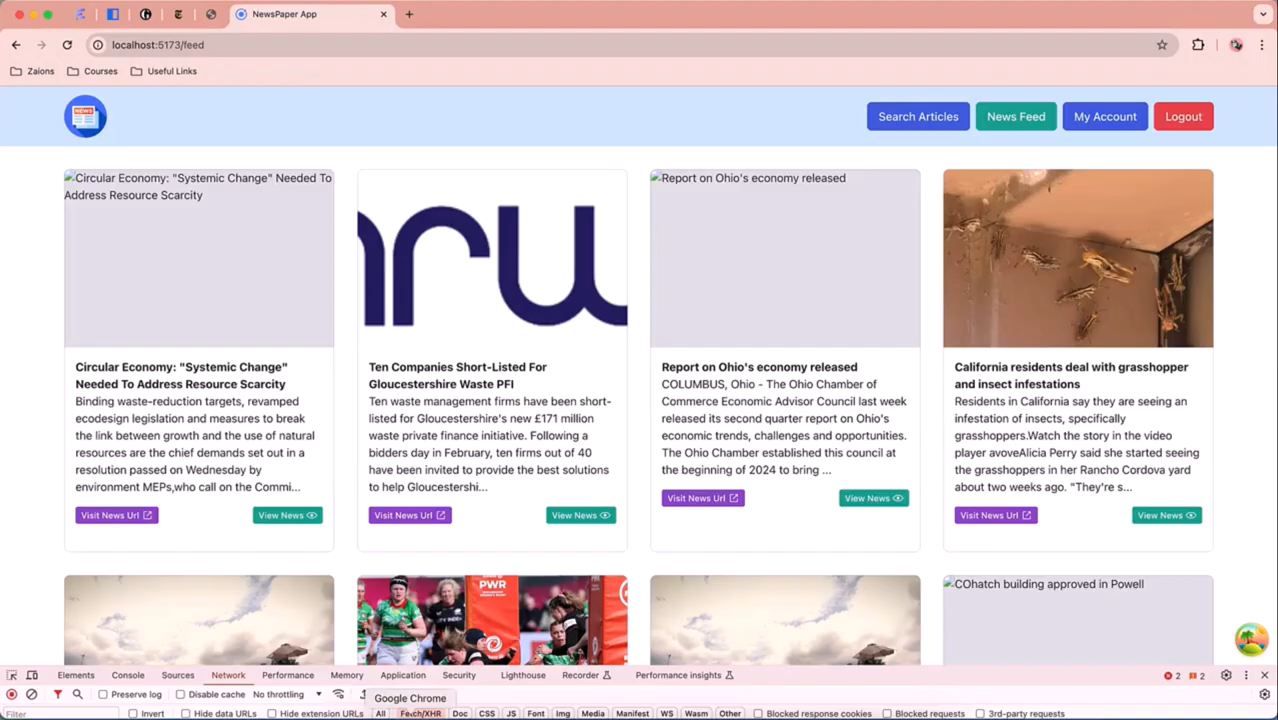 NewsPaper App
localhost:5173/feed
Zaions Courses Useful Links
NEWS
Search Articles News Feed My Account Logout
Circular Economy: "Systemic Change" Needed To
Address Resource Scarcity
Circular Economy: "Systemic Change"
Needed To Address Resource Scarcity
Binding waste-reduction targets, revamped
ecodesign legislation and measures to break
the link between growth and the use of natural
resources are the chief demands set out in a
resolution passed on Wednesday by
environment MEPs,who call on the Commi...
Visit News Url View News
Ten Companies Short-Listed For
Gloucestershire Waste PFI
Ten waste management firms have been short-
listed for Gloucestershire's new £171 million
waste private finance initiative. Following a
bidders day in February, ten firms out of 40
have been invited to provide the best solutions
to help Gloucestershi...
Visit News Url View News
Report on Ohio's economy released
Report on Ohio's economy released
COLUMBUS, Ohio - The Ohio Chamber of
Commerce Economic Advisor Council last week
released its second quarter report on Ohio's
economic trends, challenges and opportunities.
The Ohio Chamber established this council at
the beginning of 2024 to bring ...
Visit News Url View News
California residents deal with grasshopper
and insect infestations
Residents in California say they are seeing an
infestation of insects, specifically
grasshoppers.Watch the story in the video
player avoveAlicia Perry said she started seeing
the grasshoppers in her Rancho Cordova yard
about two weeks ago. "They're s...
Visit News Url View News
PWR
COhatch building approved in Powell
Elements Console Sources Network Performance Memory Application Security Lighthouse Recorder Performance insights 2 2
Preserve log Disable cache No throttling
Google Chrome
Filter Invert Hide data URLs Hide extension URLs All Fetch/XHR Doc CSS JS Font Img Media Manifest WS Wasm Other Blocked response cookies Blocked requests 3rd-party requests